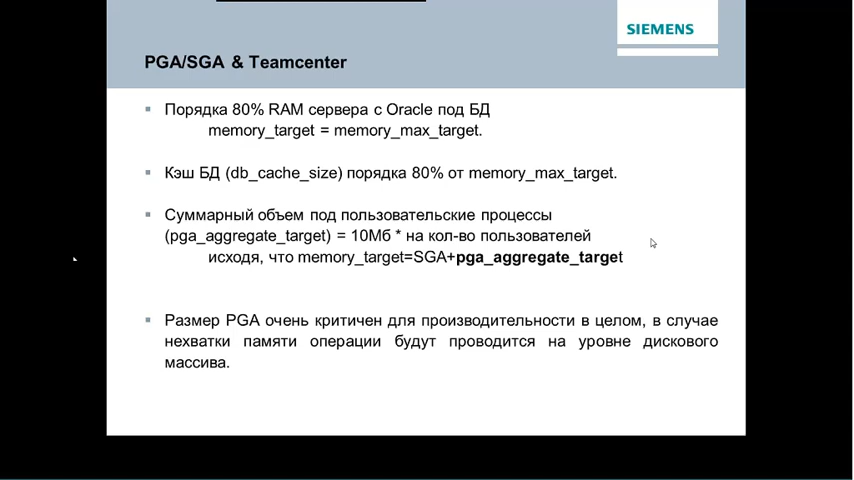 SIEMENS
PGA/SGA & Teamcenter
Порядка 80% RAM сервера с Oracle под БД
memory_target = memory_max_target.
Кэш БД (db_cache_size) порядка 80% от memory_max_target.
Суммарный объем под пользовательские процессы
(pga_aggregate_target) = 10Мб * на кол-во пользователей
исходя, что memory_target=SGA+pga_aggregate_target
Размер PGA очень критичен для производительности в целом, в случае
нехватки памяти операции будут проводится на уровне дискового
массива.